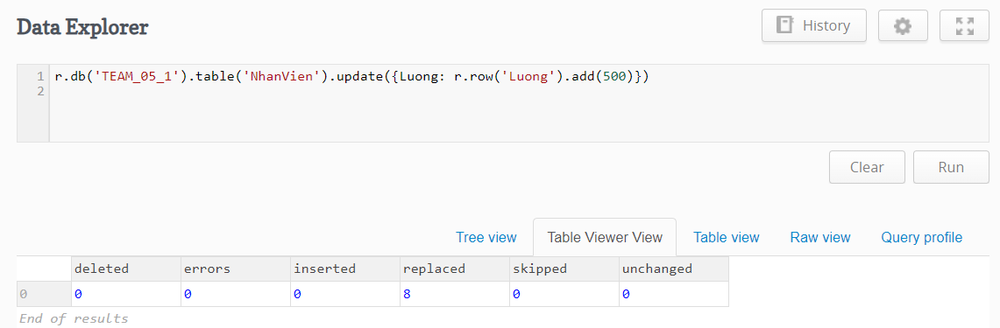 Data Explorer
History
1 r.db('TEAM_05_1').table('NhanVien').update({Luong: r.row('Luong').add(500)})
2
Clear Run
Tree view Table Viewer View Table view Raw view Query profile
deleted errors inserted replaced skipped unchanged
0 0 0 0 8 0 0
End of results